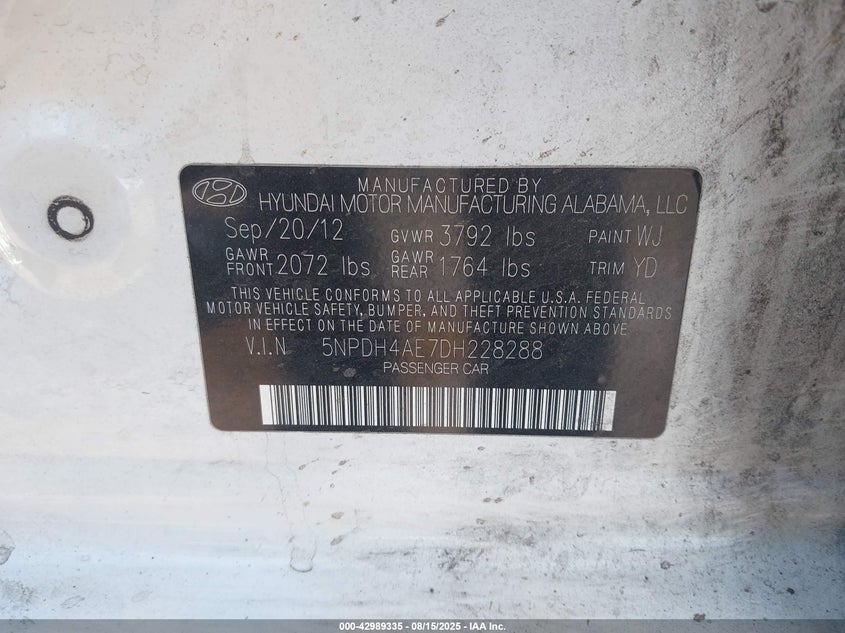 MANUFACTURED BY
HYUNDAI MOTOR MANUFACTURING ALABAMA, LLC
Sep/20/12 GVWR 3792 lbs PAINT WJ
GAWR FRONT 2072 lbs GAWR REAR 1764 lbs TRIM YD
THIS VEHICLE CONFORMS TO ALL APPLICABLE U.S.A. FEDERAL
MOTOR VEHICLE SAFETY, BUMPER, AND THEFT PREVENTION STANDARDS
IN EFFECT ON THE DATE OF MANUFACTURE SHOWN ABOVE.
V.I.N 5NPDH4AE7DH228288
PASSENGER CAR
000-42989335 - 08/15/2025 - IAA Inc.